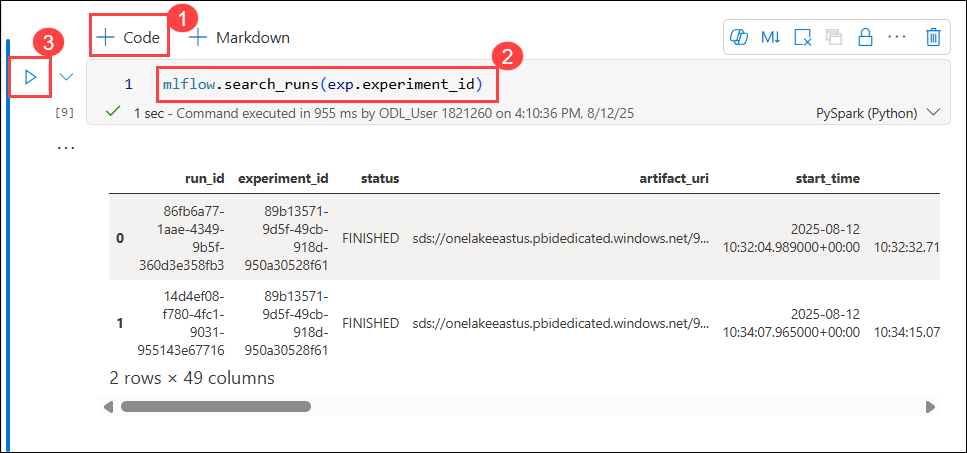 1
Code
Markdown
M↓
2
3
1
mlflow.search_runs(exp.experiment_id)
[9]
1 sec - Command executed in 955 ms by ODL_User 1821260 on 4:10:36 PM, 8/12/25
PySpark (Python)
...
run_id experiment_id status artifact_uri start_time
0
86fb6a77-
1aae-4349-
9b5f-
360d3e358fb3
89b13571-
9d5f-49cb-
918d-
950a30528f61
FINISHED
sds://onelakeeastus.pbidedicated.windows.net/9...
2025-08-12
10:32:04.989000+00:00
10:32:32.71
1
14d4ef08-
f780-4fc1-
9031-
955143e67716
89b13571-
9d5f-49cb-
918d-
950a30528f61
FINISHED
sds://onelakeeastus.pbidedicated.windows.net/9...
2025-08-12
10:34:07.965000+00:00
10:34:15.07
2 rows × 49 columns